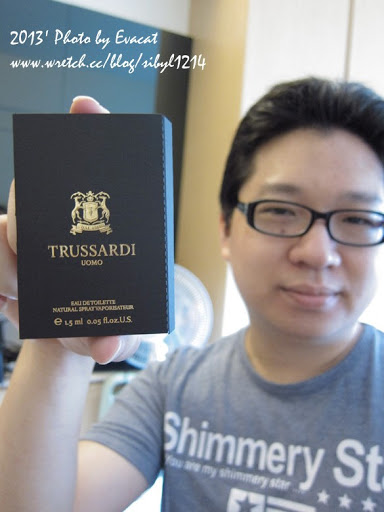 2013' Photo by Evacat
www.wretch.cc/blog/sibyl1214
TRUSSARDI
UOMO
EAU DE TOILETTE
NATURAL SPRAY VAPORISATEUR
e 1.5 ml 0.05 fl.oz.U.S.
Shimmery St
You are my shimmery star ...